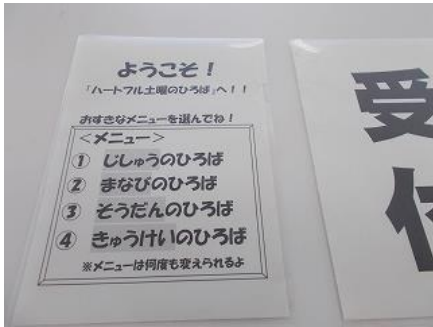 ようこそ！
「ハートフル土曜のひろば」へ！！
おすきなメニューを選んでね！
＜メニュー＞
① じしゅうのひろば
② まなびのひろば
③ そうだんのひろば
④ きゅうけいのひろば
※メニューは何度も変えられるよ
受
付